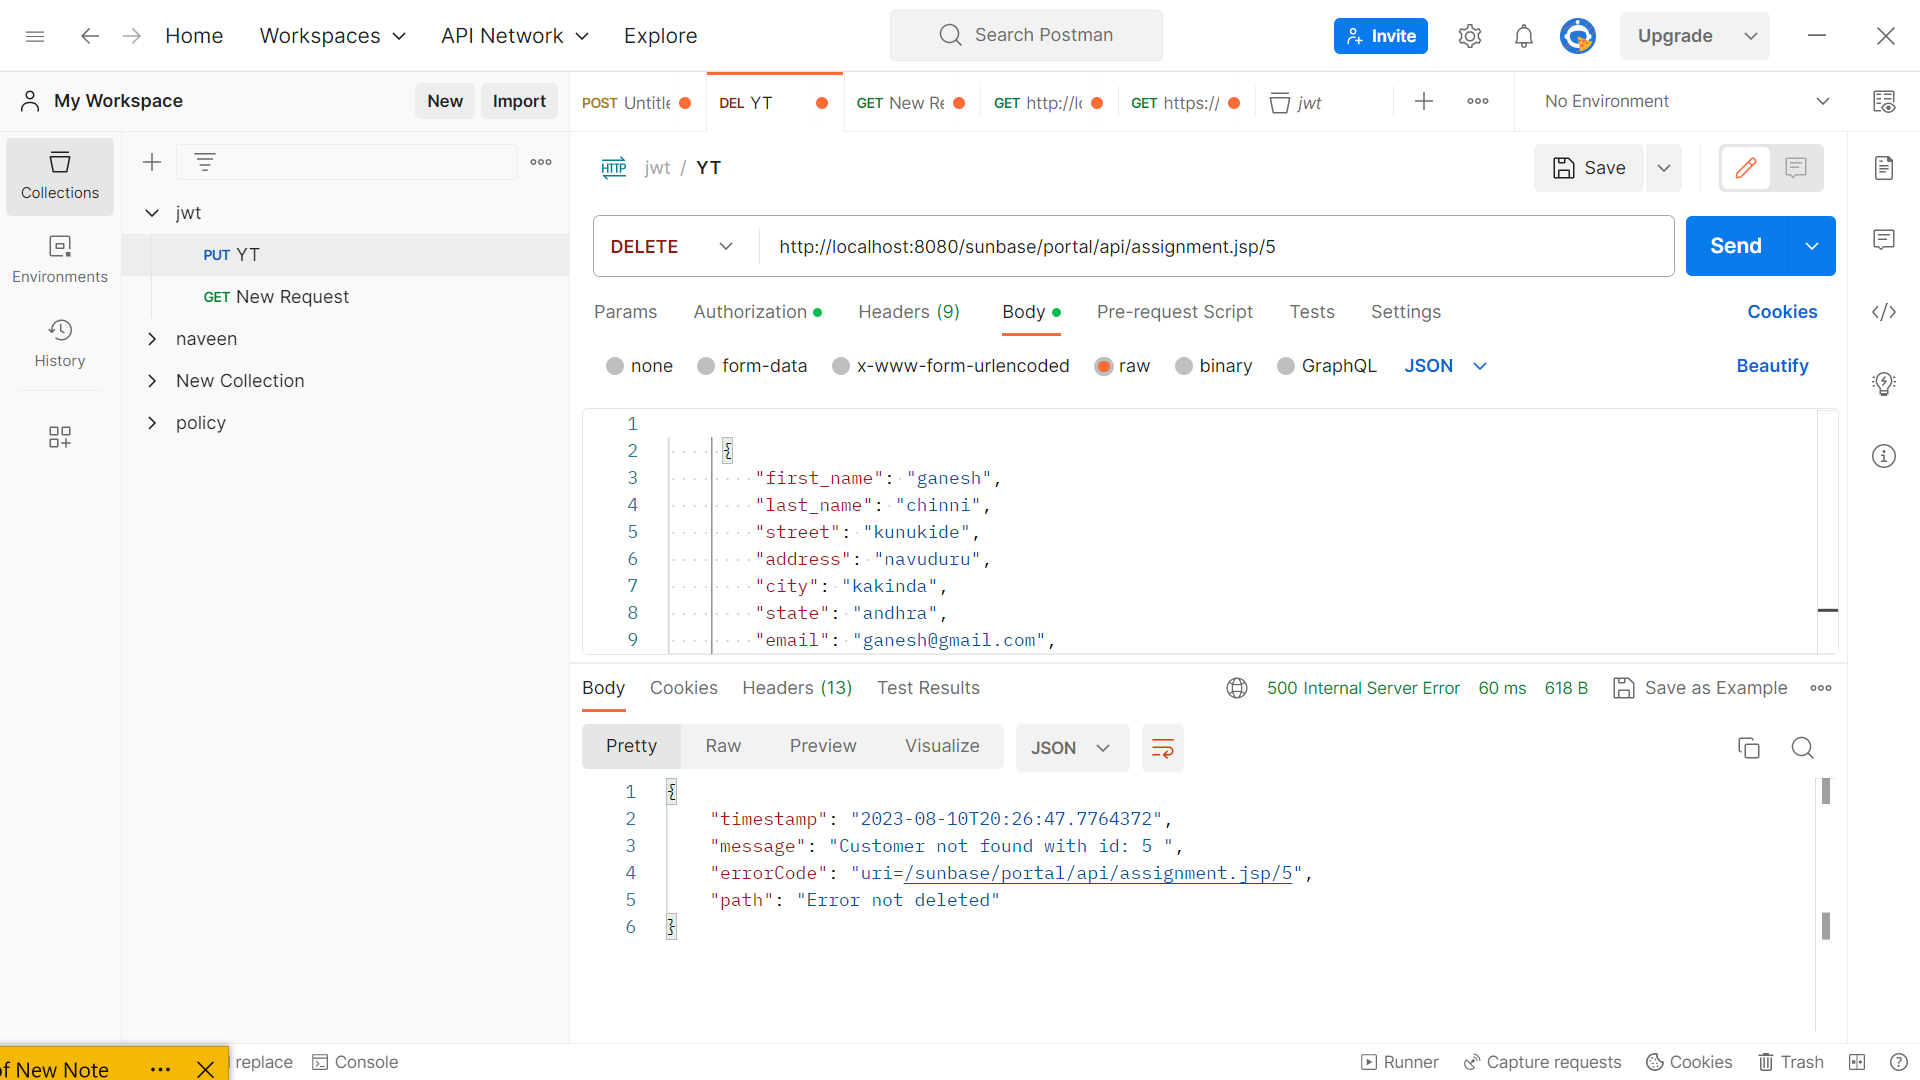 Home Workspaces API Network Explore Search Postman Invite Upgrade
My Workspace New Import POST Untitle DEL YT GET New Re GET http://lo GET https:// jwt No Environment
Collections
Environments
History
jwt
PUT YT
GET New Request
naveen
New Collection
policy
HTTP jwt / YT Save
DELETE http://localhost:8080/sunbase/portal/api/assignment.jsp/5 Send
Params Authorization Headers (9) Body Pre-request Script Tests Settings Cookies
none form-data x-www-form-urlencoded raw binary GraphQL JSON Beautify
1
2 {
3 "first_name": "ganesh",
4 "last_name": "chinni",
5 "street": "kunukide",
6 "address": "navuduru",
7 "city": "kakinda",
8 "state": "andhra",
9 "email": "ganesh@gmail.com",
Body Cookies Headers (13) Test Results 500 Internal Server Error 60 ms 618 B Save as Example
Pretty Raw Preview Visualize JSON
1 {
2 "timestamp": "2023-08-10T20:26:47.7764372",
3 "message": "Customer not found with id: 5 ",
4 "errorCode": "uri=/sunbase/portal/api/assignment.jsp/5",
5 "path": "Error not deleted"
6 }
of New Note replace Console Runner Capture requests Cookies Trash